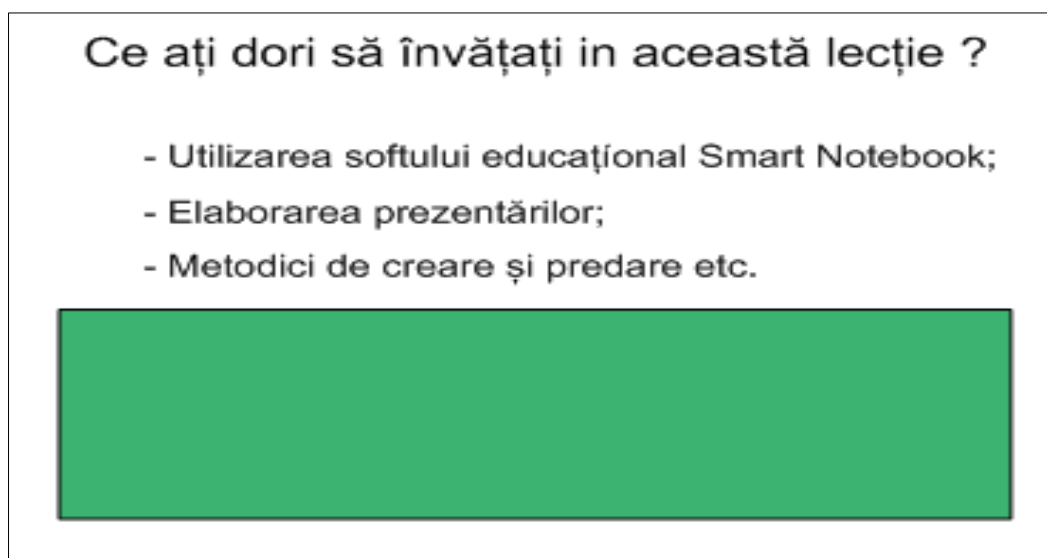 Ce ați dori să învățați in această lecție ?
- Utilizarea softului educațíonal Smart Notebook;
- Elaborarea prezentărilor;
- Metodici de creare și predare etc.